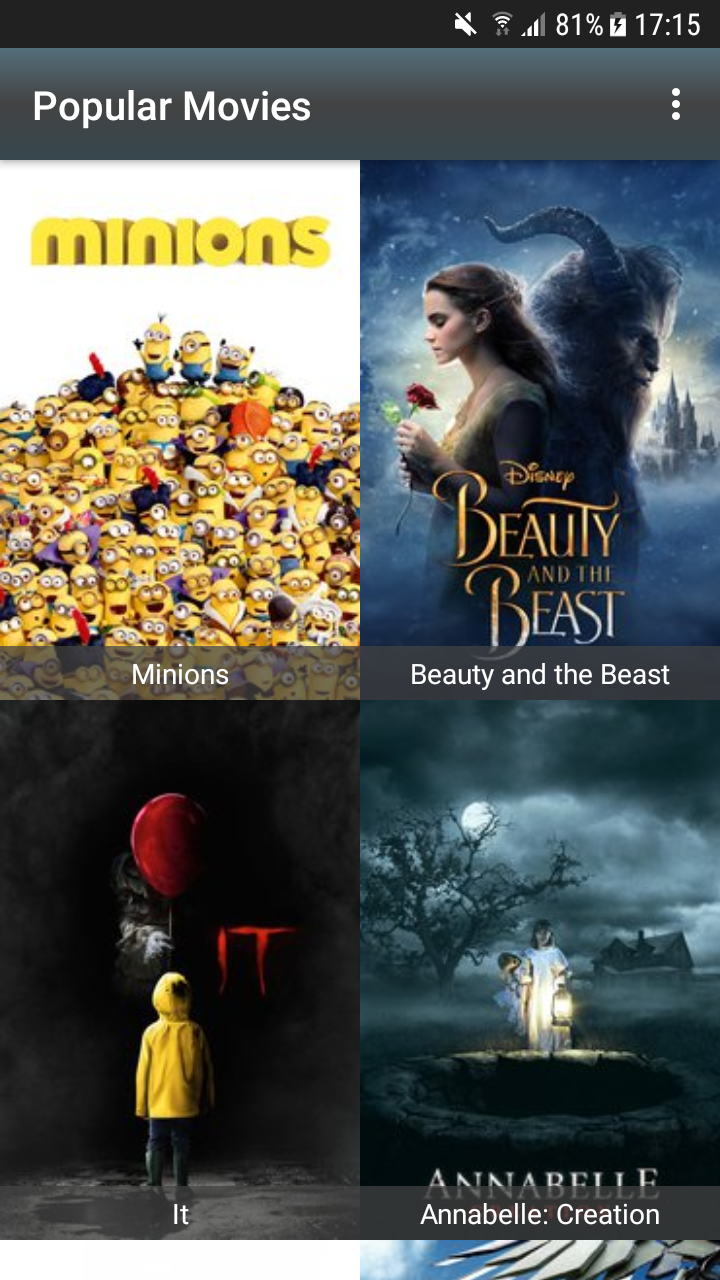 81% 17:15
Popular Movies
minions
Minions
Disney
BEAUTY
AND THE
BEAST
Beauty and the Beast
IT
It
ANNABELLE
Annabelle: Creation